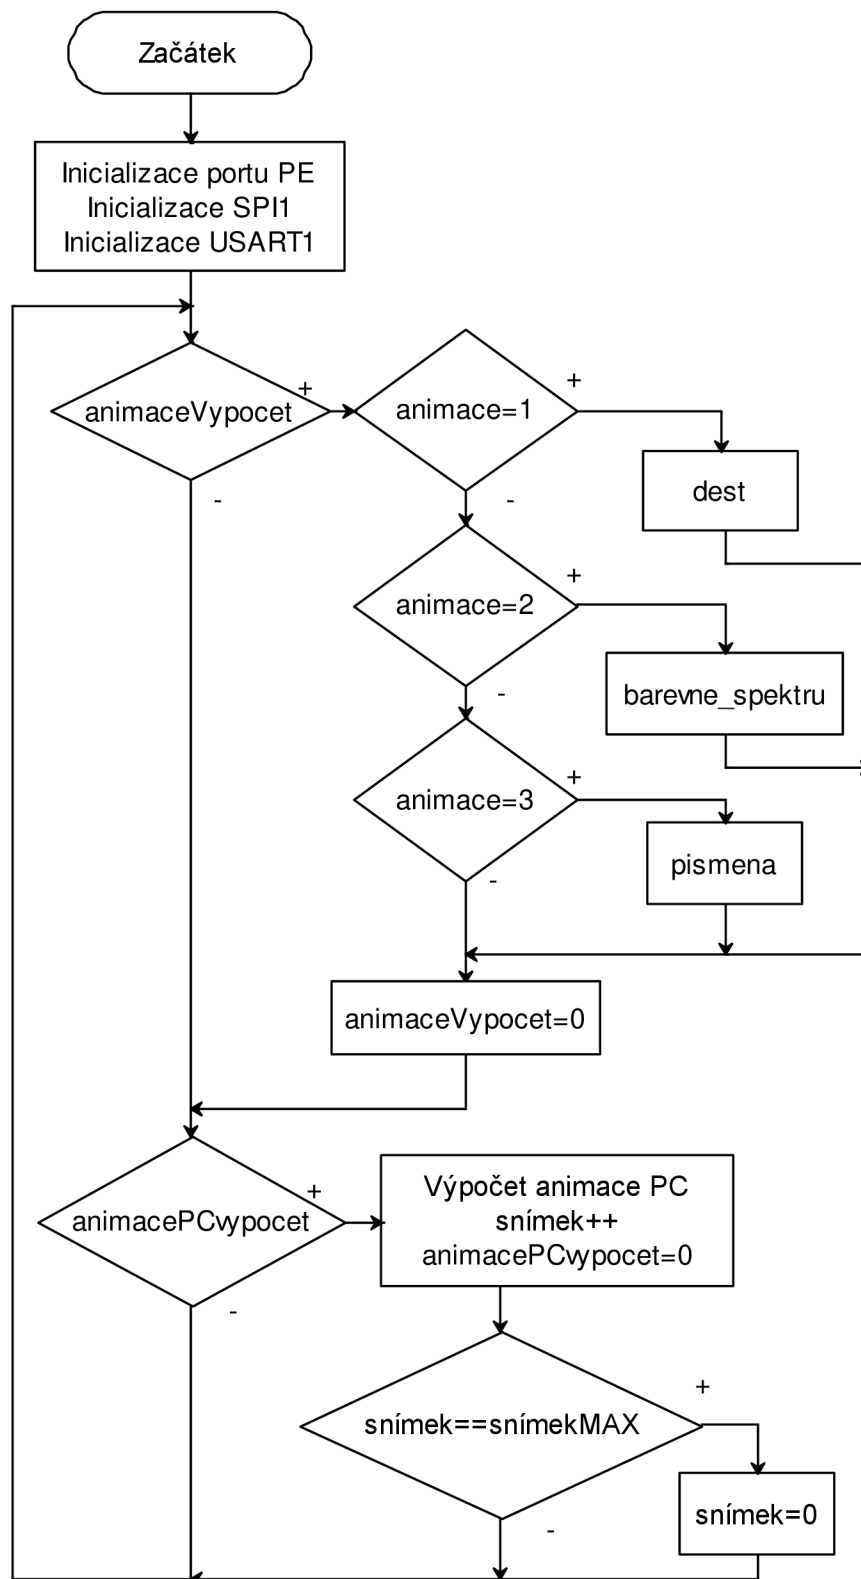 Začátek
Inicializace portu PE
Inicializace SPI1
Inicializace USART1
animaceVypocet
+
-
animace=1
+
-
dest
animace=2
+
-
barevne_spektru
animace=3
+
-
pismena
animaceVypocet=0
animacePCvypocet
+
-
Výpočet animace PC
snímek++
animacePCvypocet=0
snímek==snímekMAX
+
-
snímek=0